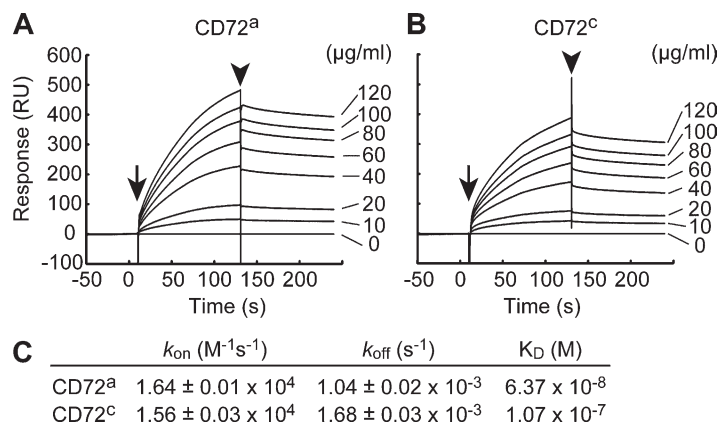 A CD72ᵃ (µg/ml)
600
500
400
300
200
100
0
-100
Response (RU)
-50 0 50 100 150 200
Time (s)
120
100
80
60
40
20
10
0
B CD72ᶜ (µg/ml)
-50 0 50 100 150 200
Time (s)
120
100
80
60
40
20
10
0
C kon (M⁻¹s⁻¹) koff (s⁻¹) KD (M)
CD72ᵃ 1.64 ± 0.01 x 10⁴ 1.04 ± 0.02 x 10⁻³ 6.37 x 10⁻⁸
CD72ᶜ 1.56 ± 0.03 x 10⁴ 1.68 ± 0.03 x 10⁻³ 1.07 x 10⁻⁷